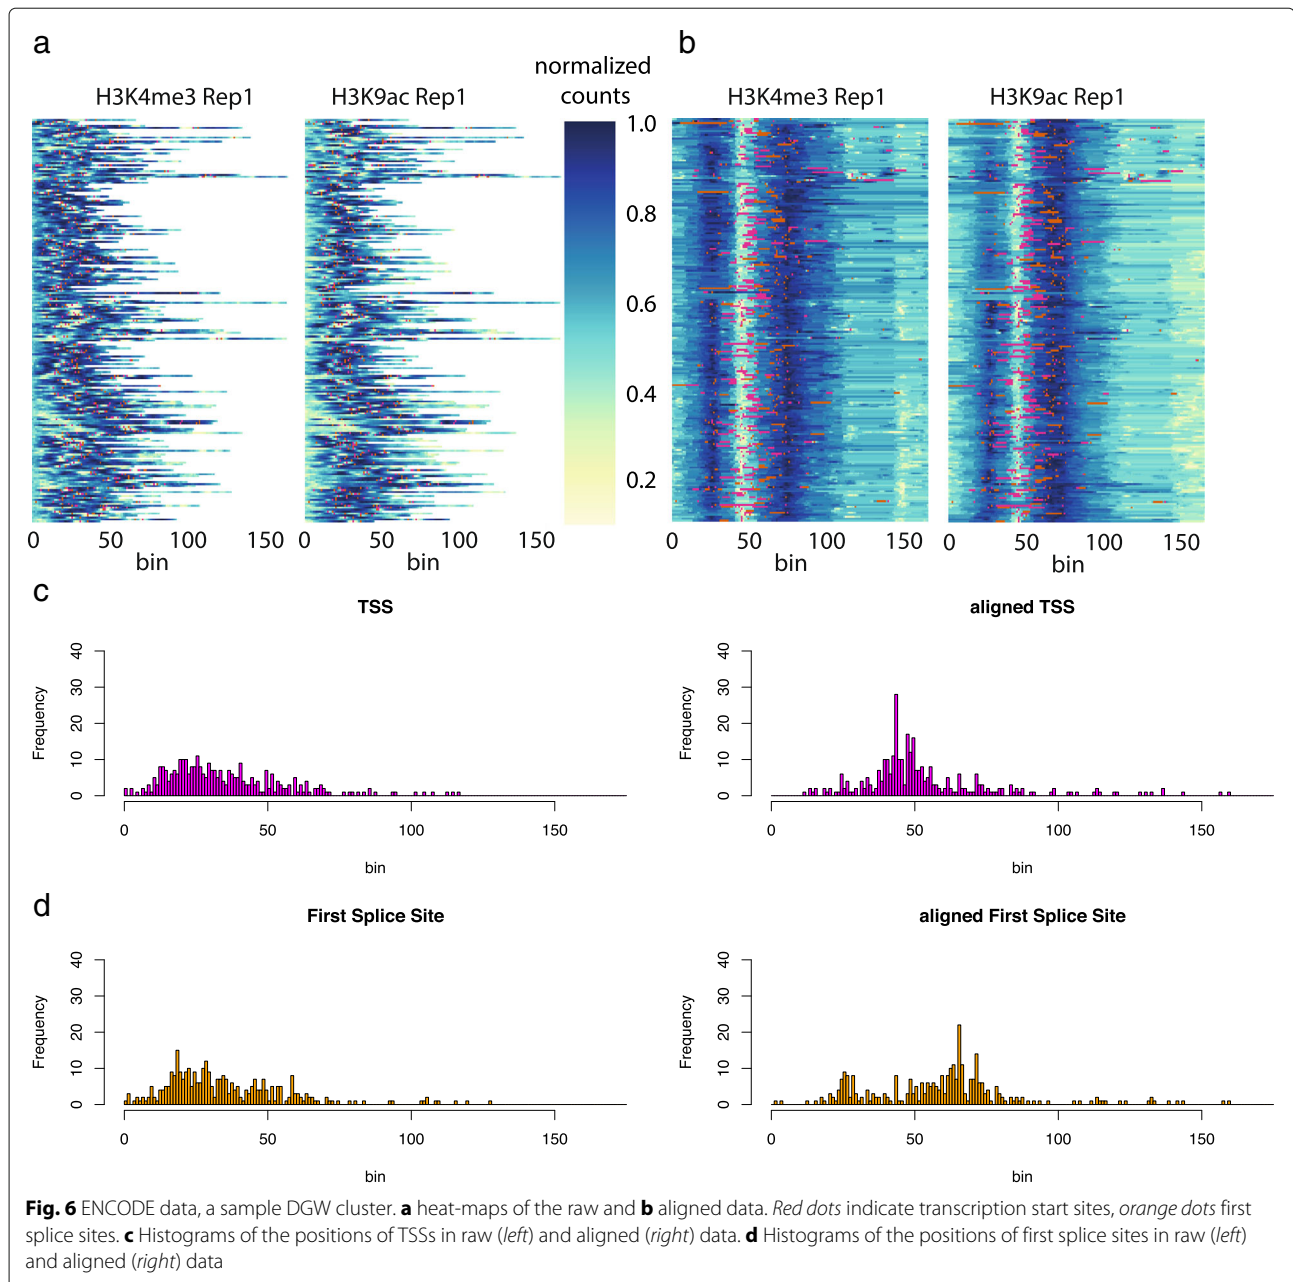 a
b
normalized
counts
H3K4me3 Rep1
H3K9ac Rep1
H3K4me3 Rep1
H3K9ac Rep1
1.0
0.8
0.6
0.4
0.2
0 50 100 150
bin
0 50 100 150
bin
0 50 100 150
bin
0 50 100 150
bin
c
TSS
Frequency
0 10 20 30 40
0 50 100 150
bin
aligned TSS
Frequency
0 10 20 30 40
0 50 100 150
bin
d
First Splice Site
Frequency
0 10 20 30 40
0 50 100 150
bin
aligned First Splice Site
Frequency
0 10 20 30 40
0 50 100 150
bin
Fig. 6 ENCODE data, a sample DGW cluster. a heat-maps of the raw and b aligned data. Red dots indicate transcription start sites, orange dots first
splice sites. c Histograms of the positions of TSSs in raw (left) and aligned (right) data. d Histograms of the positions of first splice sites in raw (left)
and aligned (right) data